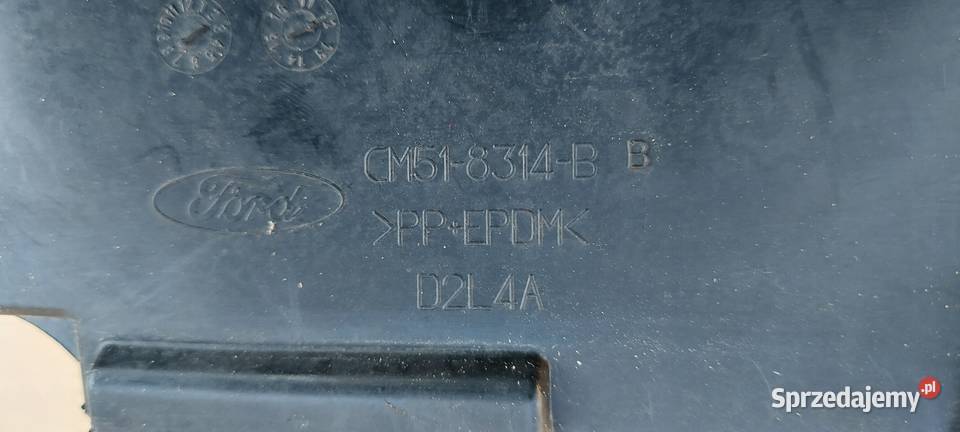 CM51-8314-B B
Ford
>PP+EPDM<
D2L4A
Sprzedajemy.pl